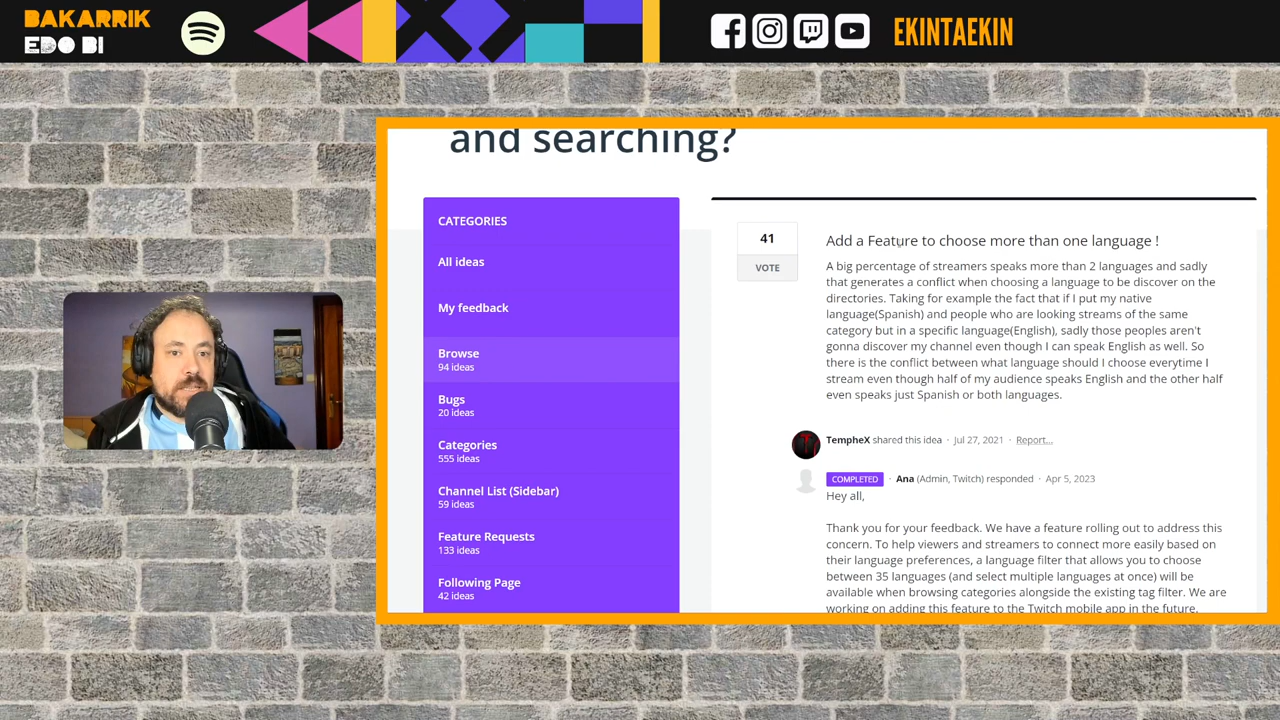 BAKARRIK
EDO BI
EKINTAEKIN
and searching?
CATEGORIES
All ideas
My feedback
Browse
94 ideas
Bugs
20 ideas
Categories
555 ideas
Channel List (Sidebar)
59 ideas
Feature Requests
133 ideas
Following Page
42 ideas
41
VOTE
Add a Feature to choose more than one language !
A big percentage of streamers speaks more than 2 languages and sadly
that generates a conflict when choosing a language to be discover on the
directories. Taking for example the fact that if I put my native
language(Spanish) and people who are looking streams of the same
category but in a specific language(English), sadly those peoples aren't
gonna discover my channel even though I can speak English as well. So
there is the conflict between what language should I choose everytime I
stream even though half of my audience speaks English and the other half
even speaks just Spanish or both languages.
TempheX shared this idea · Jul 27, 2021 · Report...
COMPLETED · Ana (Admin, Twitch) responded · Apr 5, 2023
Hey all,
Thank you for your feedback. We have a feature rolling out to address this
concern. To help viewers and streamers to connect more easily based on
their language preferences, a language filter that allows you to choose
between 35 languages (and select multiple languages at once) will be
available when browsing categories alongside the existing tag filter. We are
working on adding this feature to the Twitch mobile app in the future.